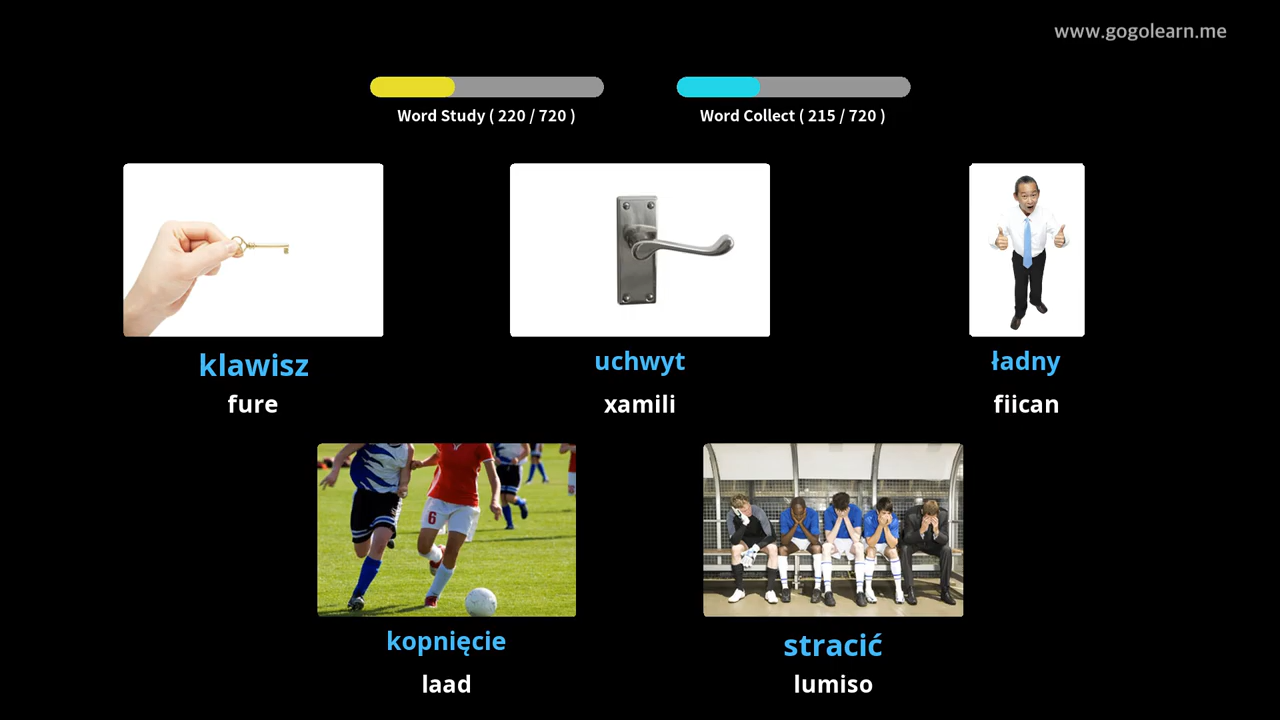 www.gogolearn.me
Word Study ( 220 / 720 )
Word Collect ( 215 / 720 )
klawisz
fure
uchwyt
xamili
ładny
fiican
6
kopnięcie
laad
stracić
lumiso